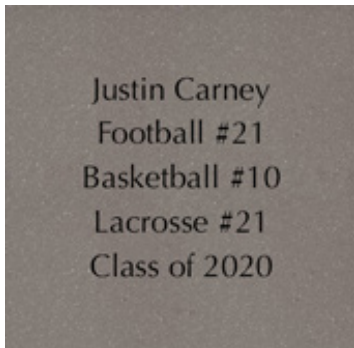 Justin Carney
Football #21
Basketball #10
Lacrosse #21
Class of 2020